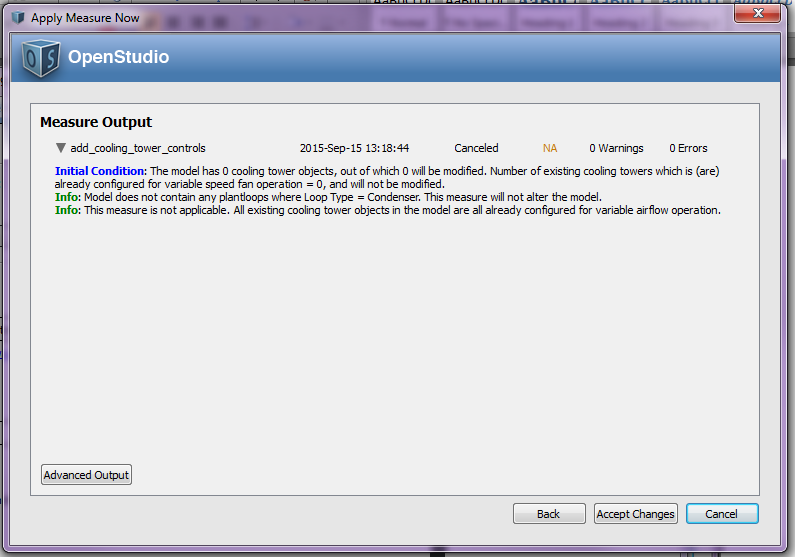 Apply Measure Now
OpenStudio
Measure Output
add_cooling_tower_controls 2015-Sep-15 13:18:44 Canceled NA 0 Warnings 0 Errors
Initial Condition: The model has 0 cooling tower objects, out of which 0 will be modified. Number of existing cooling towers which is (are)
already configured for variable speed fan operation = 0, and will not be modified.
Info: Model does not contain any plantloops where Loop Type = Condenser. This measure will not alter the model.
Info: This measure is not applicable. All existing cooling tower objects in the model are all already configured for variable airflow operation.
Advanced Output
Back Accept Changes Cancel